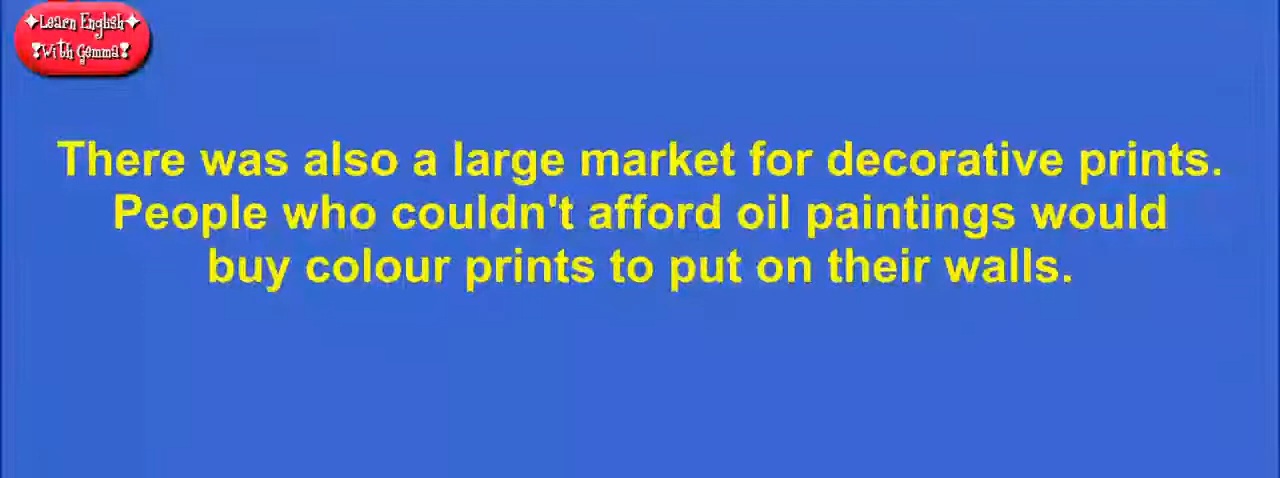 Learn English
With Gemma
There was also a large market for decorative prints.
People who couldn't afford oil paintings would
buy colour prints to put on their walls.